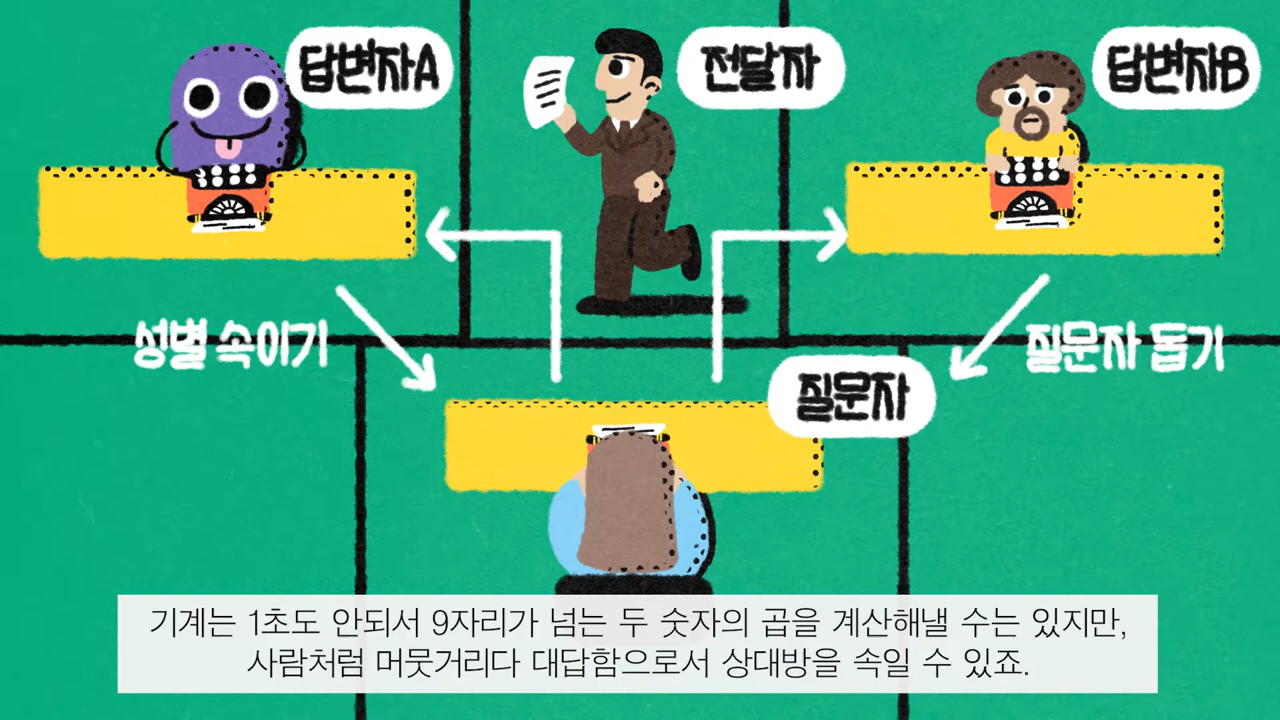 답변자A
전달자
답변자B
성별 속이기
질문자 돕기
질문자
기계는 1초도 안되서 9자리가 넘는 두 숫자의 곱을 계산해낼 수는 있지만,
사람처럼 머뭇거리다 대답함으로서 상대방을 속일 수 있죠.